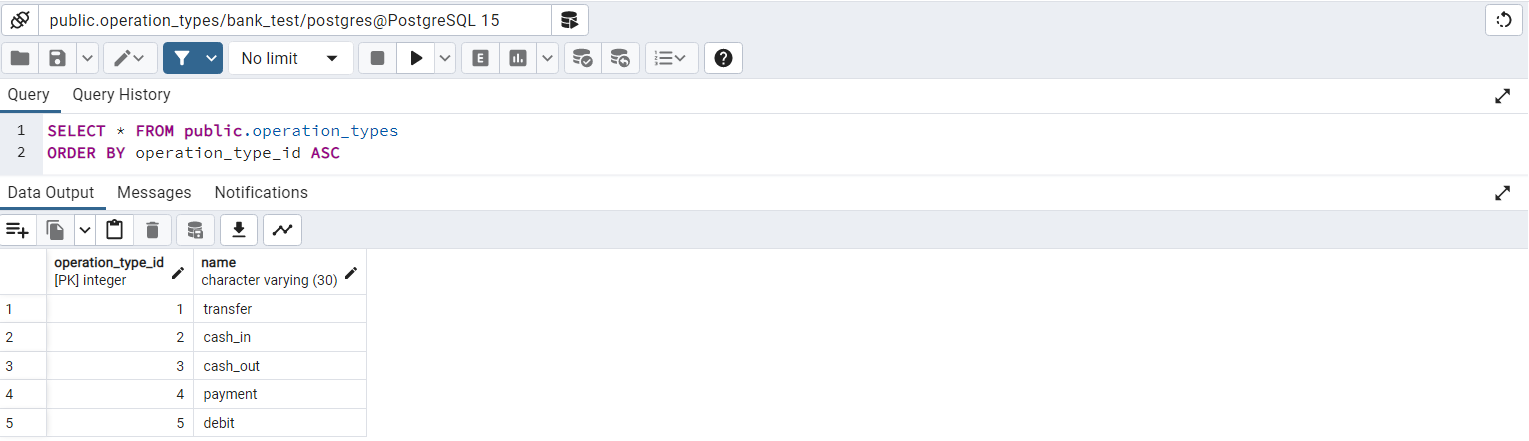 public.operation_types/bank_test/postgres@PostgreSQL 15
No limit
E
Query Query History
1 SELECT * FROM public.operation_types
2 ORDER BY operation_type_id ASC
Data Output Messages Notifications
operation_type_id name
[PK] integer character varying (30)
1 1 transfer
2 2 cash_in
3 3 cash_out
4 4 payment
5 5 debit